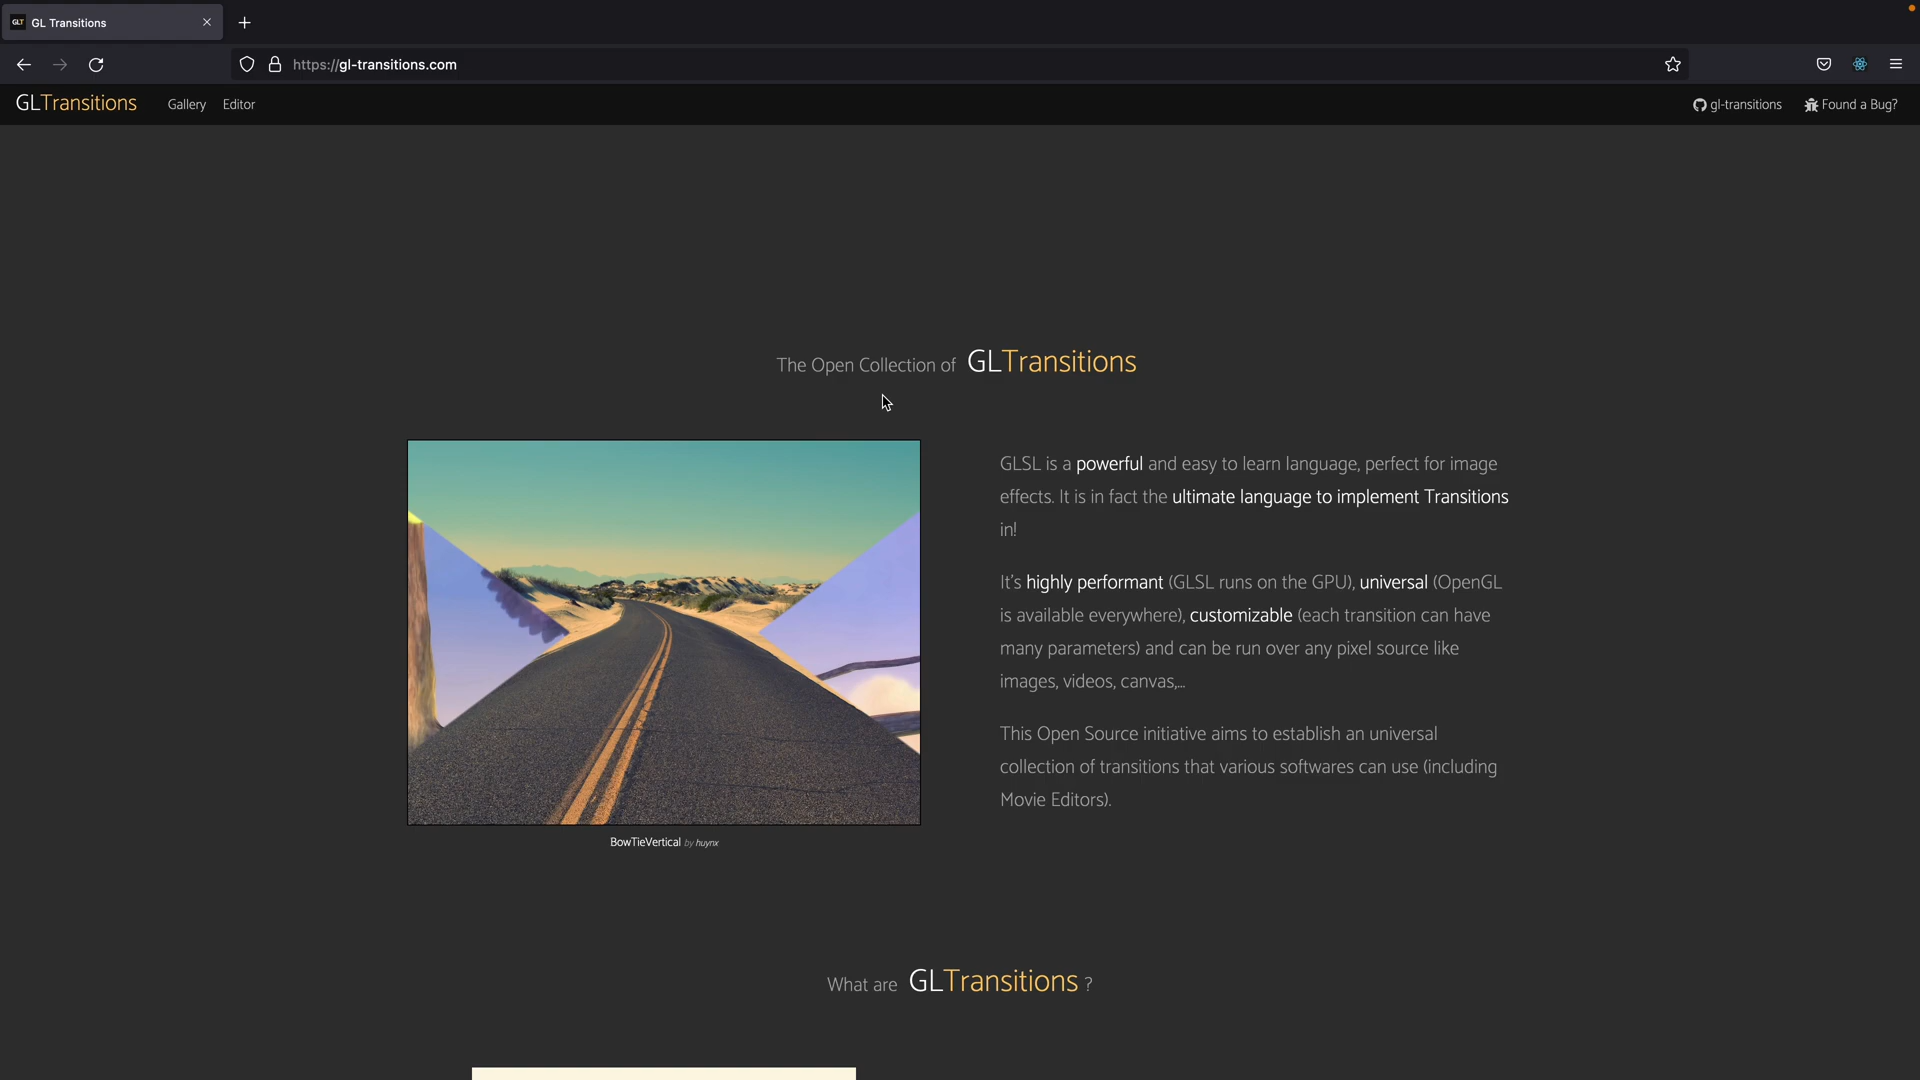 GLT GL Transitions
https://gl-transitions.com
GLTransitions Gallery Editor gl-transitions Found a Bug?
The Open Collection of GLTransitions
GLSL is a powerful and easy to learn language, perfect for image
effects. It is in fact the ultimate language to implement Transitions
in!
It's highly performant (GLSL runs on the GPU), universal (OpenGL
is available everywhere), customizable (each transition can have
many parameters) and can be run over any pixel source like
images, videos, canvas,...
This Open Source initiative aims to establish an universal
collection of transitions that various softwares can use (including
Movie Editors).
BowTieVertical by huynx
What are GLTransitions ?